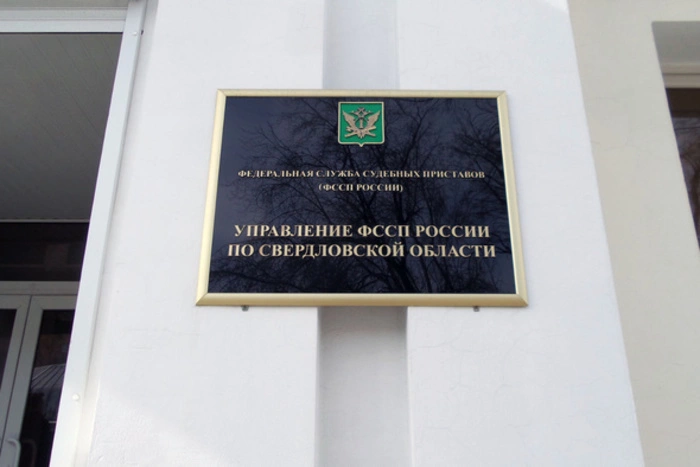 ФЕДЕРАЛЬНАЯ СЛУЖБА СУДЕБНЫХ ПРИСТАВОВ
(ФССП РОССИИ)
УПРАВЛЕНИЕ ФССП РОССИИ
ПО СВЕРДЛОВСКОЙ ОБЛАСТИ